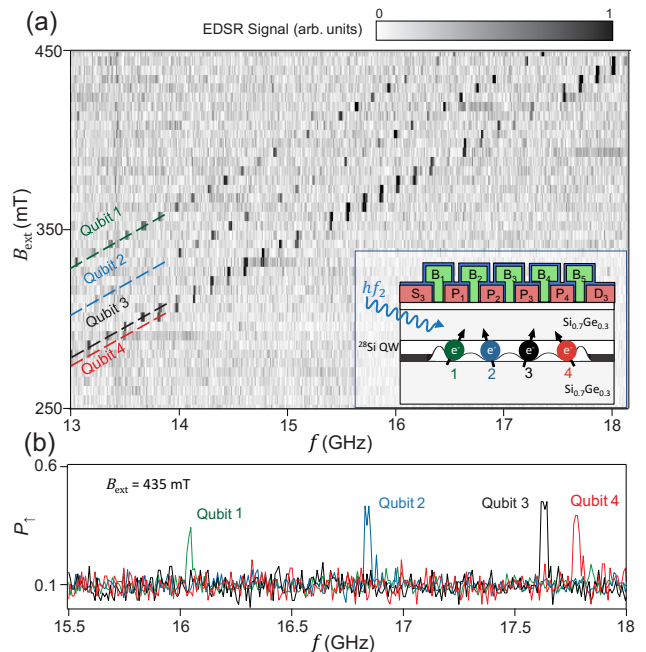 (a)
EDSR Signal (arb. units)
0 1
450
350
250
B_ext (mT)
Qubit 1
Qubit 2
Qubit 3
Qubit 4
hf₂
B₁ B₂ B₃ B₄ B₅
S₃ P₁ P₂ P₃ P₄ D₃
Si₀.₇Ge₀.₃
²⁸Si QW
e⁻ e⁻ e⁻ e⁻
1 2 3 4
Si₀.₇Ge₀.₃
13 14 15 16 17 18
f (GHz)
(b)
0.6
0.1
P↑
B_ext = 435 mT
Qubit 1
Qubit 2
Qubit 3
Qubit 4
15.5 16 16.5 17 17.5 18
f (GHz)